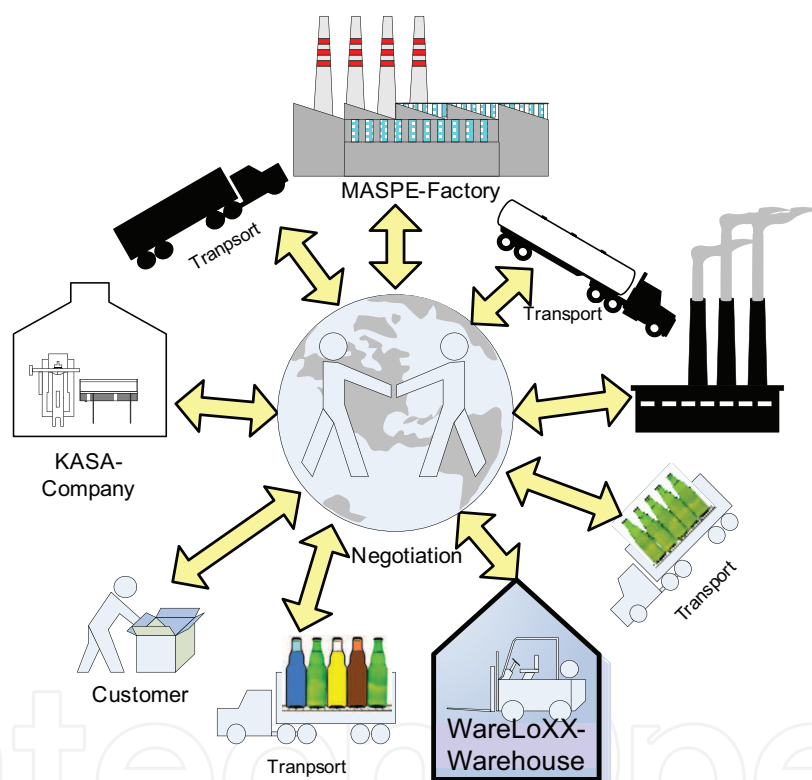 MASPE-Factory
Tranpsort
Transport
KASA-
Company
Negotiation
Transport
Customer
WareLoXX-
Warehouse
Tranpsort